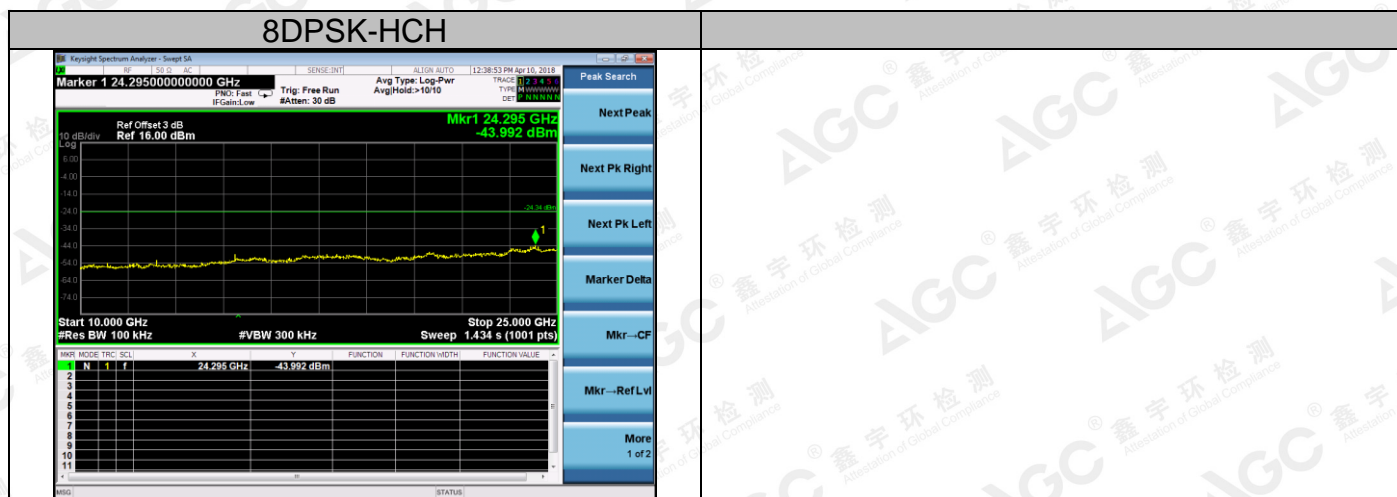 8DPSK-HCH
Keysight Spectrum Analyzer - Swept SA
RF 50 Ω AC SENSE:INT ALIGN AUTO 12:38:53 PM Apr 10, 2018
Marker 1 24.295000000000 GHz
PNO: Fast
IFGain:Low
Trig: Free Run
#Atten: 30 dB
Avg Type: Log-Pwr
Avg|Hold:>10/10
TRACE 1 2 3 4 5 6
TYPE M WWWWW
DET P N N N N N
Peak Search
Next Peak
Next Pk Right
Next Pk Left
Marker Delta
Mkr→CF
Mkr→Ref Lvl
More
1 of 2
Ref Offset 3 dB
10 dB/div Ref 16.00 dBm
Log
Mkr1 24.295 GHz
-43.992 dBm
6.00
-4.00
-14.0
-24.0
-24.34 dBm
-34.0
1
-44.0
-54.0
-64.0
-74.0
Start 10.000 GHz
Stop 25.000 GHz
#Res BW 100 kHz #VBW 300 kHz Sweep 1.434 s (1001 pts)
MKR MODE TRC SCL X Y FUNCTION FUNCTION WIDTH FUNCTION VALUE
1 N 1 f 24.295 GHz -43.992 dBm
2
3
4
5
6
7
8
9
10
11
MSG STATUS
AGC
鑫宇环检测
Attestation of Global Compliance